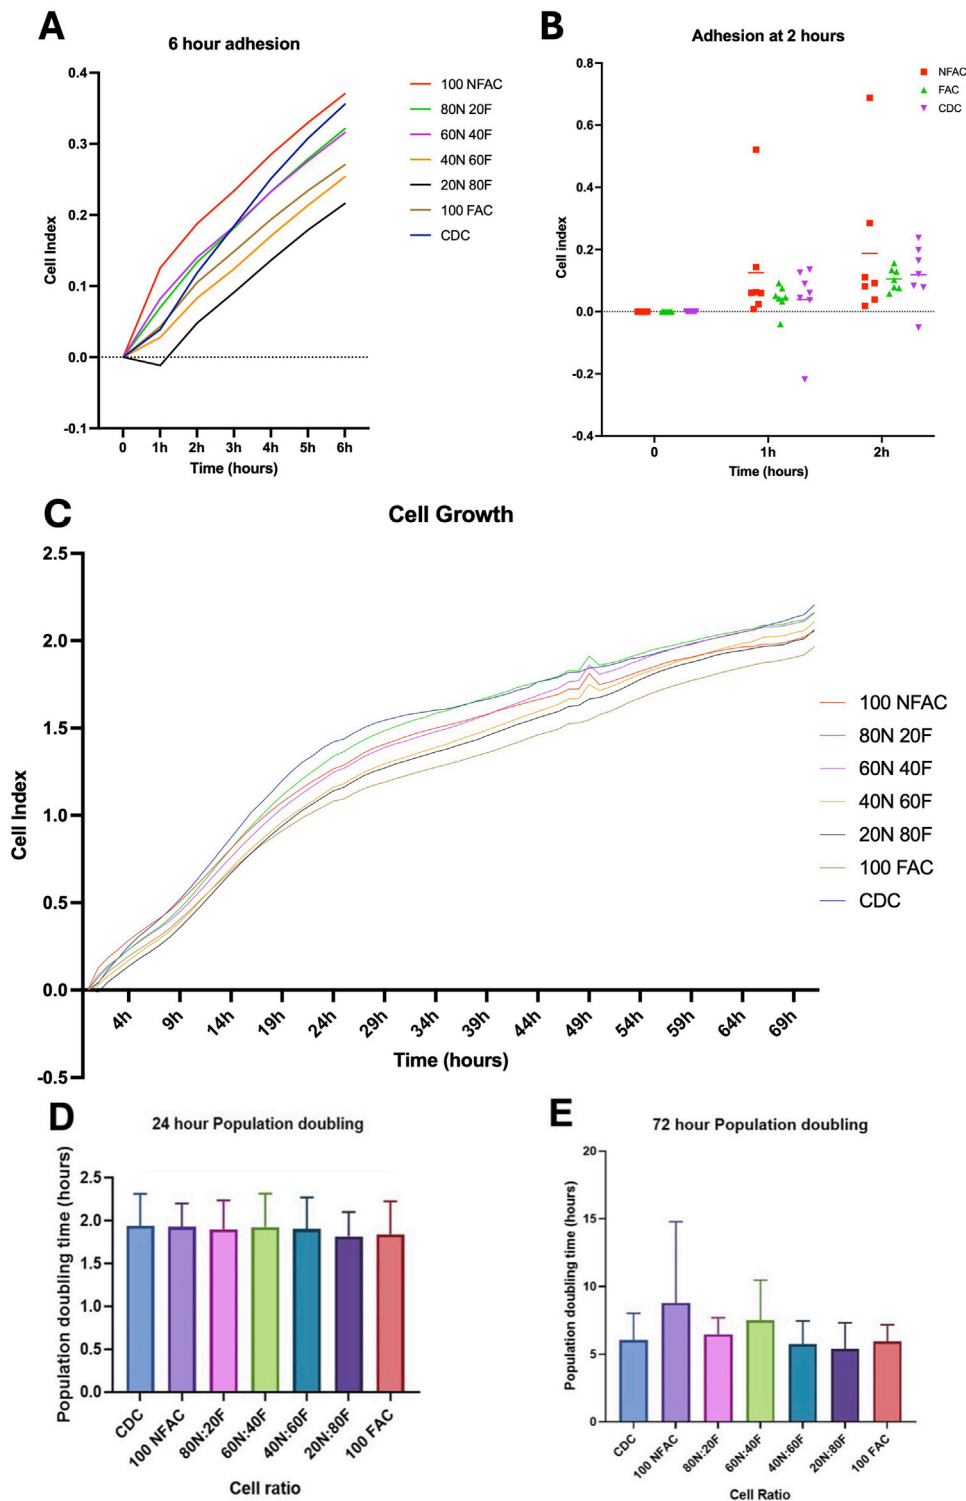 A
6 hour adhesion
0.4
0.3
0.2
0.1
0.0
-0.1
Cell Index
0 1h 2h 3h 4h 5h 6h
Time (hours)
100 NFAC
80N 20F
60N 40F
40N 60F
20N 80F
100 FAC
CDC
B
Adhesion at 2 hours
0.8
0.6
0.4
0.2
0.0
-0.2
-0.4
Cell index
0 1h 2h
Time (hours)
NFAC
FAC
CDC
C
Cell Growth
2.5
2.0
1.5
1.0
0.5
0.0
-0.5
Cell Index
4h 9h 14h 19h 24h 29h 34h 39h 44h 49h 54h 59h 64h 69h
Time (hours)
100 NFAC
80N 20F
60N 40F
40N 60F
20N 80F
100 FAC
CDC
D
24 hour Population doubling
2.5
2.0
1.5
1.0
0.5
0.0
Population doubling time (hours)
CDC 100 NFAC 80N:20F 60N:40F 40N:60F 20N:80F 100 FAC
Cell ratio
E
72 hour Population doubling
20
15
10
5
0
Population doubling time (hours)
CDC 100 NFAC 80N:20F 60N:40F 40N:60F 20N:80F 100 FAC
Cell Ratio